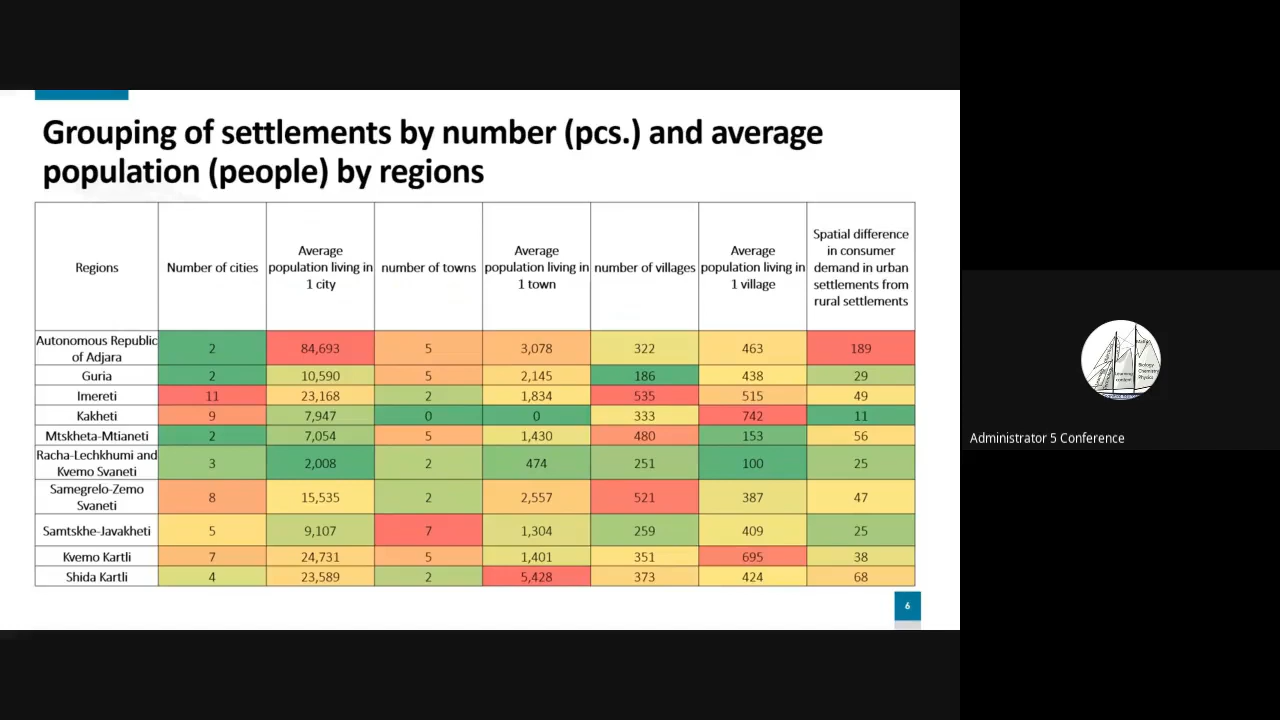 Grouping of settlements by number (pcs.) and average
population (people) by regions
Regions
Number of cities
Average
population living in
1 city
number of towns
Average
population living in
1 town
number of villages
Average
population living in
1 village
Spatial difference
in consumer
demand in urban
settlements from
rural settlements
Autonomous Republic
of Adjara
2 84,693 5 3,078 322 463 189
Guria 2 10,590 5 2,145 186 438 29
Imereti 11 23,168 2 1,834 535 515 49
Kakheti 9 7,947 0 0 333 742 11
Mtskheta-Mtianeti 2 7,054 5 1,430 480 153 56
Racha-Lechkhumi and
Kvemo Svaneti
3 2,008 2 474 251 100 25
Samegrelo-Zemo
Svaneti
8 15,535 2 2,557 521 387 47
Samtskhe-Javakheti 5 9,107 7 1,304 259 409 25
Kvemo Kartli 7 24,731 5 1,401 351 695 38
Shida Kartli 4 23,589 2 5,428 373 424 68
6
Administrator 5 Conference